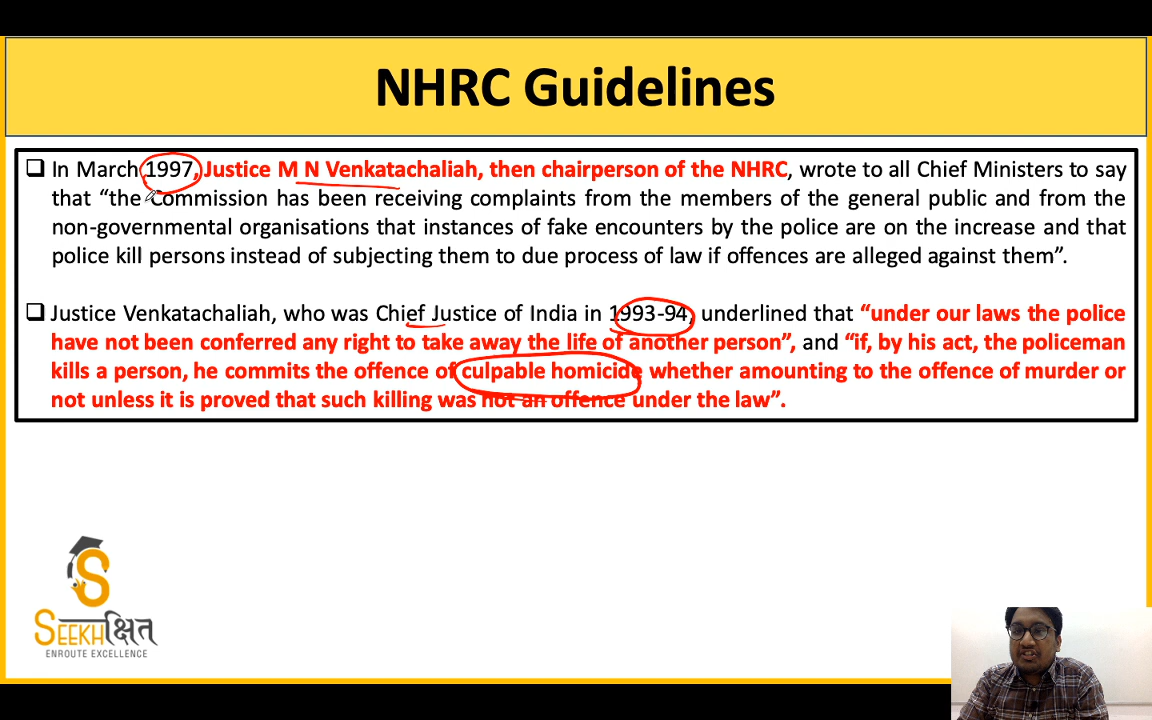 NHRC Guidelines
In March 1997, Justice M N Venkatachaliah, then chairperson of the NHRC, wrote to all Chief Ministers to say
that “the Commission has been receiving complaints from the members of the general public and from the
non-governmental organisations that instances of fake encounters by the police are on the increase and that
police kill persons instead of subjecting them to due process of law if offences are alleged against them”.
Justice Venkatachaliah, who was Chief Justice of India in 1993-94, underlined that “under our laws the police
have not been conferred any right to take away the life of another person”, and “if, by his act, the policeman
kills a person, he commits the offence of culpable homicide whether amounting to the offence of murder or
not unless it is proved that such killing was not an offence under the law”.
SEEKHक्षित
ENROUTE EXCELLENCE